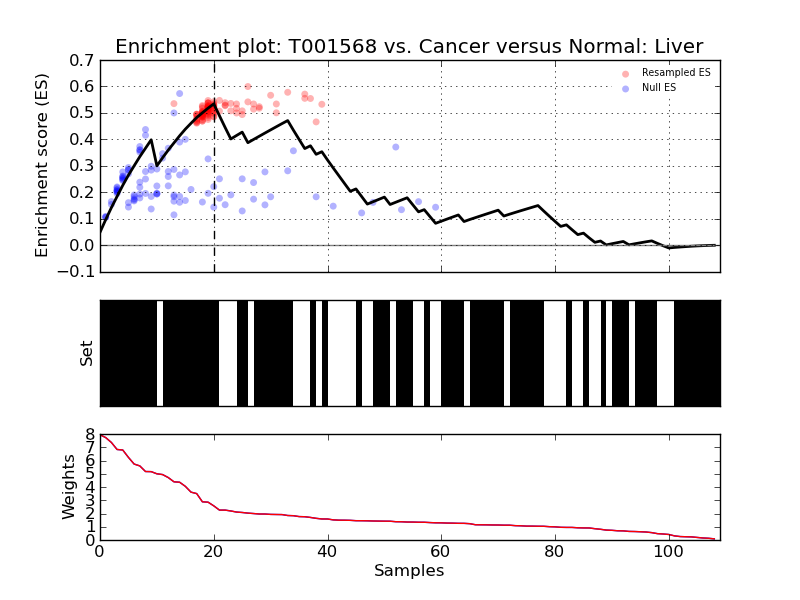 Enrichment plot: T001568 vs. Cancer versus Normal: Liver
0.7
0.6
0.5
0.4
0.3
0.2
0.1
0.0
−0.1
Enrichment score (ES)
Resampled ES
Null ES
Set
8
7
6
5
4
3
2
1
0
Weights
0 20 40 60 80 100
Samples